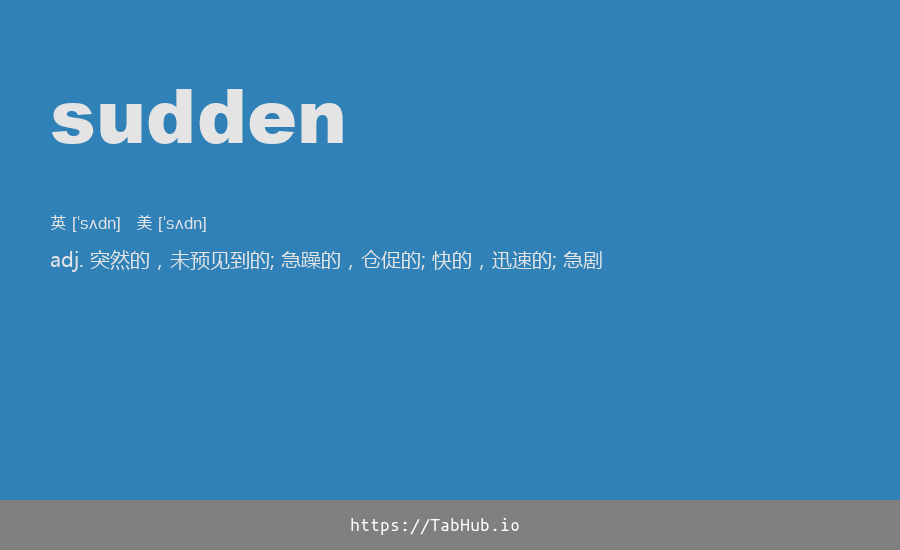 sudden
英 [ˈsʌdn] 美 [ˈsʌdn]
adj. 突然的，未预见到的; 急躁的，仓促的; 快的，迅速的; 急剧
https://TabHub.io